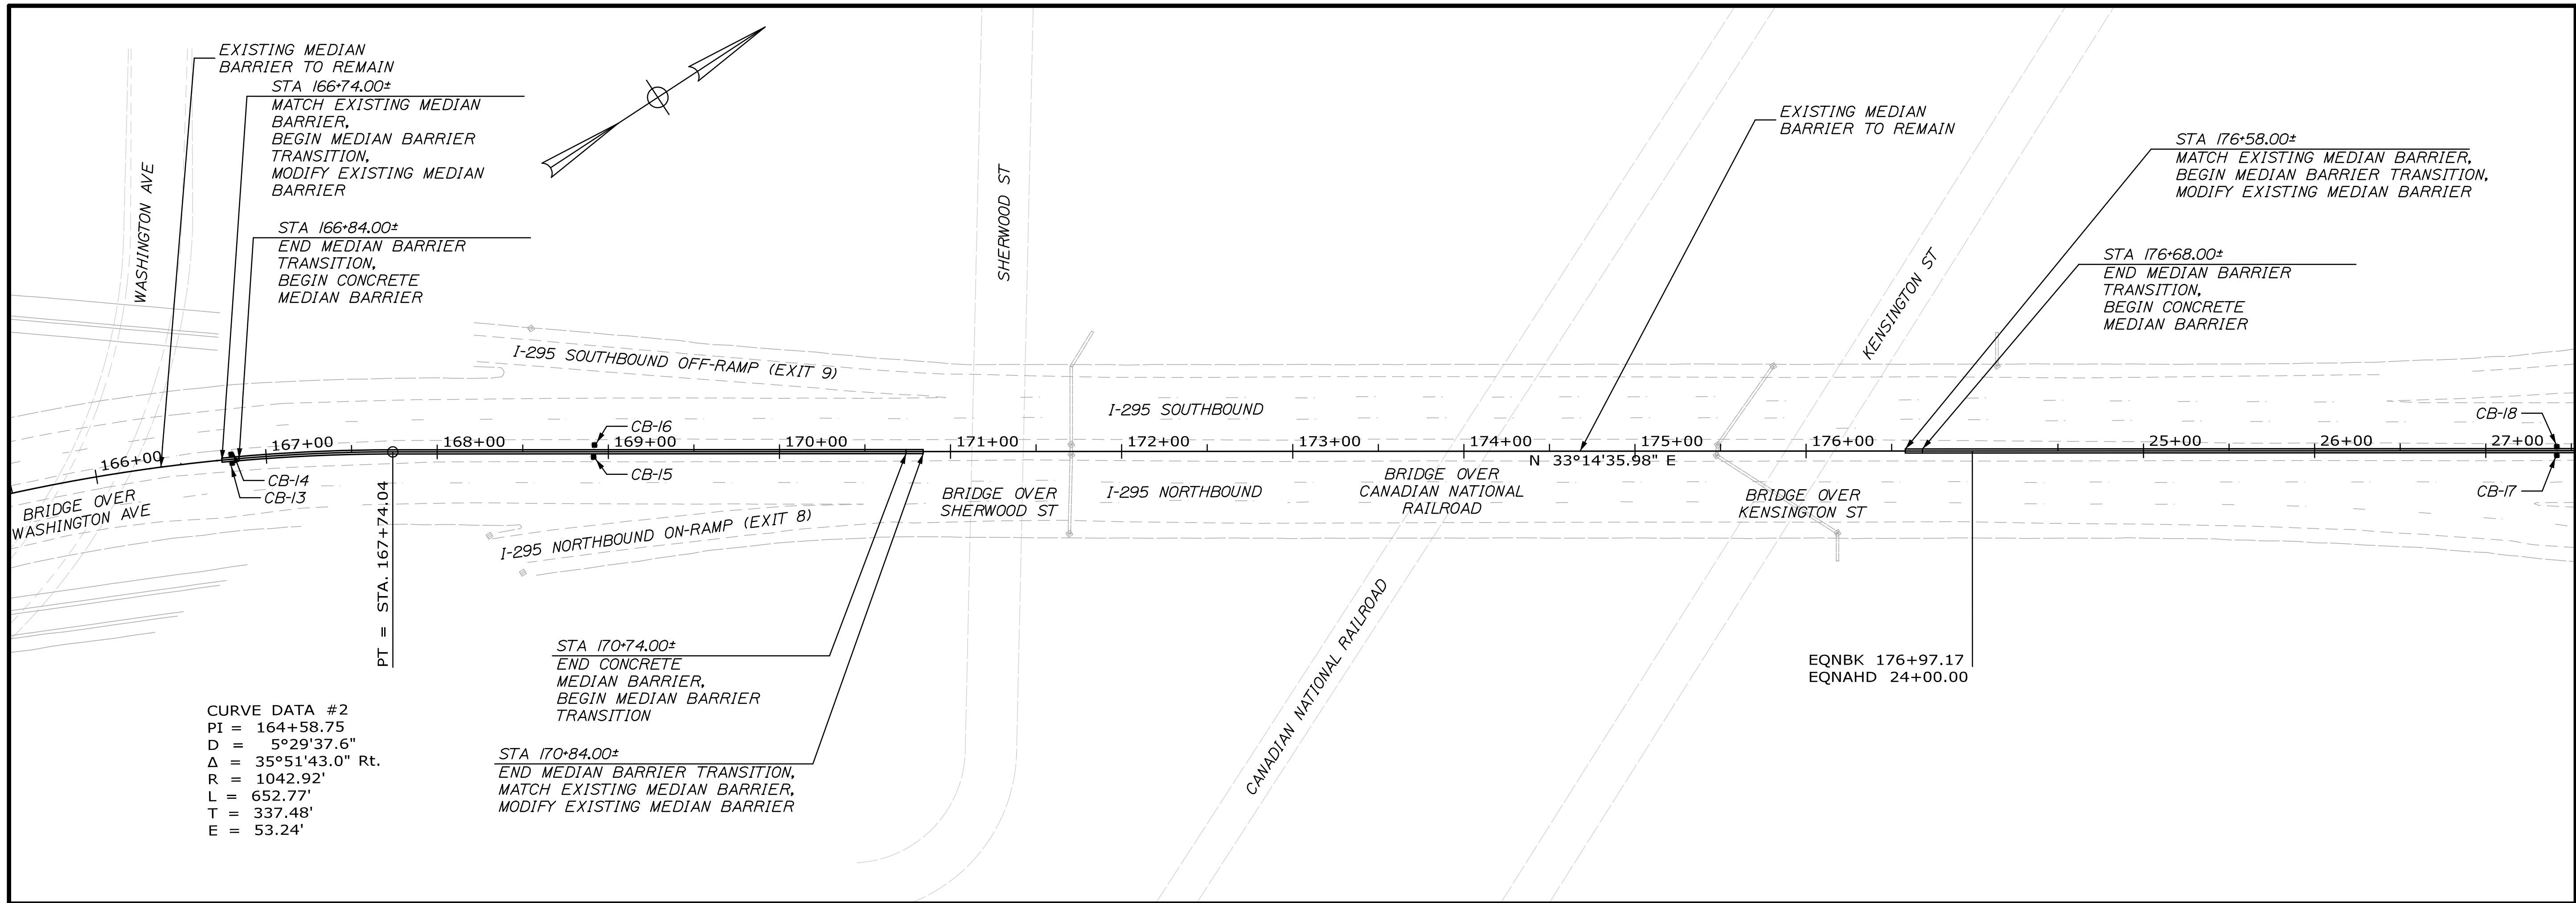 EXISTING MEDIAN
BARRIER TO REMAIN
STA 166+74.00±
MATCH EXISTING MEDIAN
BARRIER,
BEGIN MEDIAN BARRIER
TRANSITION,
MODIFY EXISTING MEDIAN
BARRIER
STA 166+84.00±
END MEDIAN BARRIER
TRANSITION,
BEGIN CONCRETE
MEDIAN BARRIER
WASHINGTON AVE
SHERWOOD ST
EXISTING MEDIAN
BARRIER TO REMAIN
STA 176+58.00±
MATCH EXISTING MEDIAN BARRIER,
BEGIN MEDIAN BARRIER TRANSITION,
MODIFY EXISTING MEDIAN BARRIER
STA 176+68.00±
END MEDIAN BARRIER
TRANSITION,
BEGIN CONCRETE
MEDIAN BARRIER
KENSINGTON ST
I-295 SOUTHBOUND OFF-RAMP (EXIT 9)
I-295 SOUTHBOUND
CB-16
CB-18
166+00
167+00
168+00
169+00
170+00
171+00
172+00
173+00
174+00
175+00
176+00
25+00
26+00
27+00
N 33°14'35.98" E
CB-14
CB-13
CB-15
CB-17
BRIDGE OVER
WASHINGTON AVE
BRIDGE OVER
SHERWOOD ST
I-295 NORTHBOUND
BRIDGE OVER
CANADIAN NATIONAL
RAILROAD
BRIDGE OVER
KENSINGTON ST
I-295 NORTHBOUND ON-RAMP (EXIT 8)
PT = STA. 167+74.04
CANADIAN NATIONAL RAILROAD
STA 170+74.00±
END CONCRETE
MEDIAN BARRIER,
BEGIN MEDIAN BARRIER
TRANSITION
STA 170+84.00±
END MEDIAN BARRIER TRANSITION,
MATCH EXISTING MEDIAN BARRIER,
MODIFY EXISTING MEDIAN BARRIER
EQNBK 176+97.17
EQNAHD 24+00.00
CURVE DATA #2
PI = 164+58.75
D = 5°29'37.6"
Δ = 35°51'43.0" Rt.
R = 1042.92'
L = 652.77'
T = 337.48'
E = 53.24'